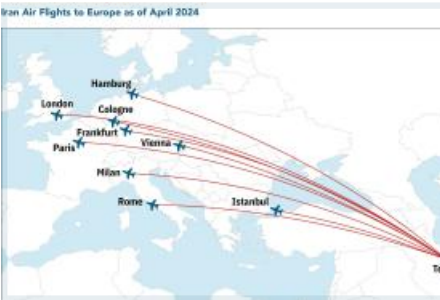 Iran Air Flights to Europe as of April 2024
Hamburg
London
Cologne
Frankfurt
Paris
Vienna
Milan
Rome
Istanbul